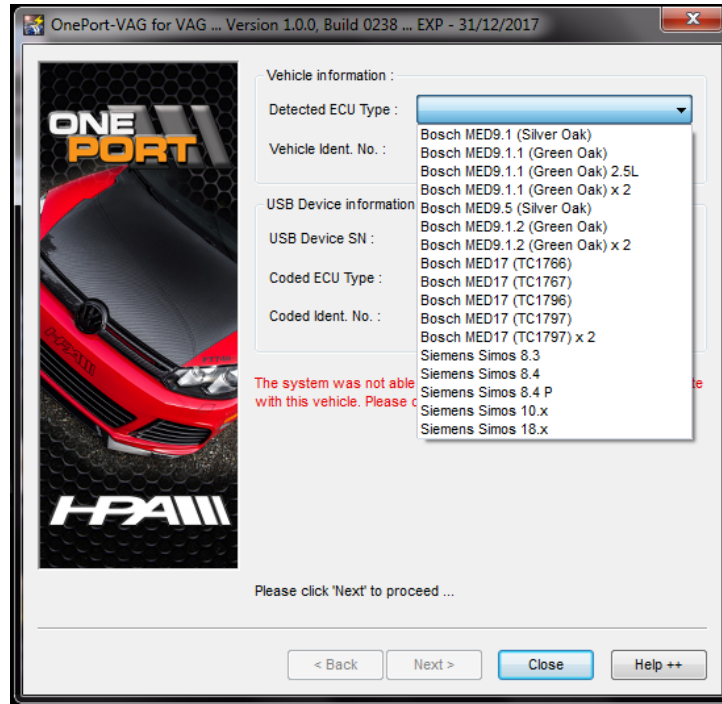 OnePort-VAG for VAG ... Version 1.0.0, Build 0238 ... EXP - 31/12/2017
ONE
PORT
HPA
Vehicle information :
Detected ECU Type :
Vehicle Ident. No. :
Bosch MED9.1 (Silver Oak)
Bosch MED9.1.1 (Green Oak)
Bosch MED9.1.1 (Green Oak) 2.5L
Bosch MED9.1.1 (Green Oak) x 2
Bosch MED9.5 (Silver Oak)
Bosch MED9.1.2 (Green Oak)
Bosch MED9.1.2 (Green Oak) x 2
Bosch MED17 (TC1766)
Bosch MED17 (TC1767)
Bosch MED17 (TC1796)
Bosch MED17 (TC1797)
Bosch MED17 (TC1797) x 2
Siemens Simos 8.3
Siemens Simos 8.4
Siemens Simos 8.4 P
Siemens Simos 10.x
Siemens Simos 18.x
USB Device information
USB Device SN :
Coded ECU Type :
Coded Ident. No. :
The system was not able
with this vehicle. Please
Please click 'Next' to proceed ...
< Back
Next >
Close
Help ++